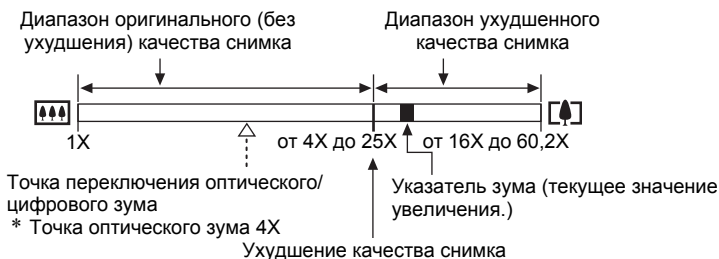 Диапазон оригинального (без
ухудшения) качества снимка
Диапазон ухудшенного
качества снимка
1X
от 4X до 25X
от 16X до 60,2X
Точка переключения оптического/
цифрового зума
* Точка оптического зума 4X
Указатель зума (текущее значение
увеличения.)
Ухудшение качества снимка